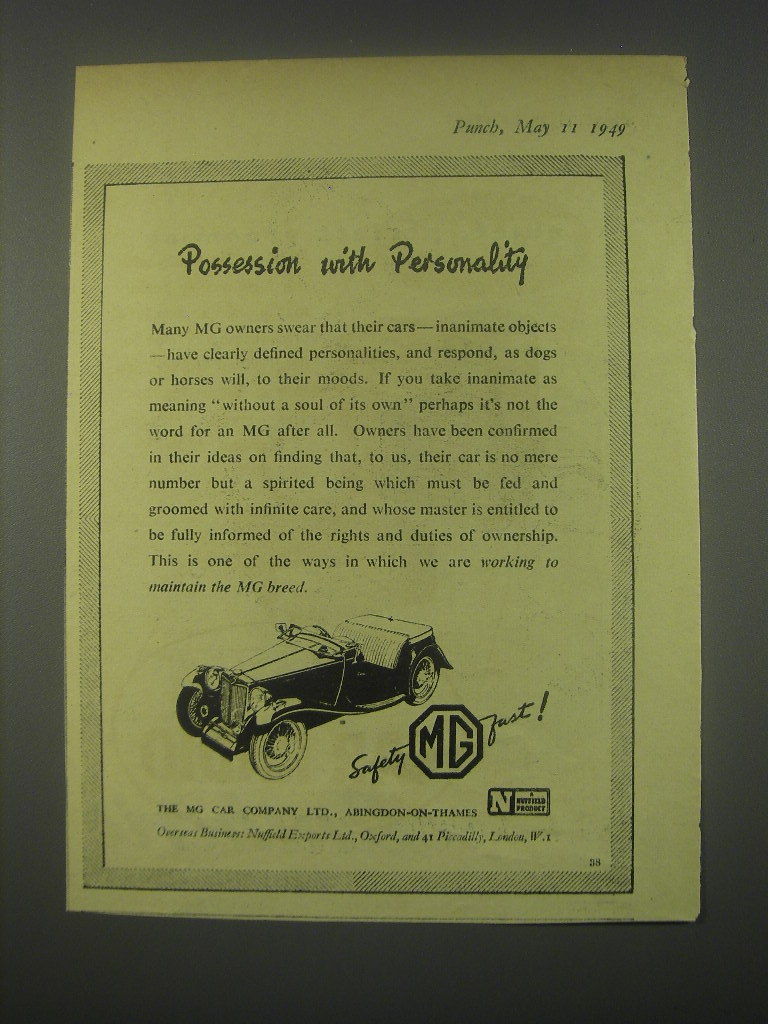 Punch, May 11 1949
Possession with Personality
Many MG owners swear that their cars—inanimate objects
—have clearly defined personalities, and respond, as dogs
or horses will, to their moods. If you take inanimate as
meaning “without a soul of its own” perhaps it's not the
word for an MG after all. Owners have been confirmed
in their ideas on finding that, to us, their car is no mere
number but a spirited being which must be fed and
groomed with infinite care, and whose master is entitled to
be fully informed of the rights and duties of ownership.
This is one of the ways in which we are working to
maintain the MG breed.
Safety MG fast!
THE MG CAR COMPANY LTD., ABINGDON-ON-THAMES
N A NUFFIELD PRODUCT
Overseas Business: Nuffield Exports Ltd., Oxford, and 41 Piccadilly, London, W.1
38